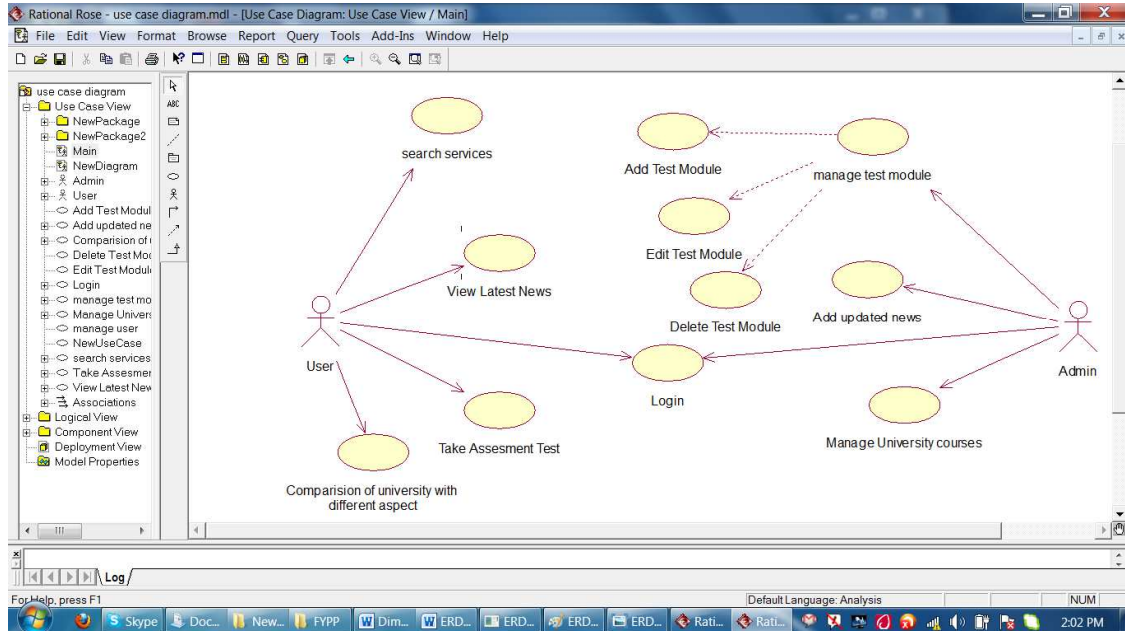 Rational Rose - use case diagram.mdl - [Use Case Diagram: Use Case View / Main]
File Edit View Format Browse Report Query Tools Add-Ins Window Help
use case diagram
Use Case View
NewPackage
NewPackage2
Main
NewDiagram
Admin
User
Add Test Modul
Add updated ne
Comparision of
Delete Test Mo
Edit Test Modul
Login
manage test mo
Manage Univers
manage user
NewUseCase
search services
Take Assesmer
View Latest New
Associations
Logical View
Component View
Deployment View
Model Properties
ABC
search services
Add Test Module
manage test module
Edit Test Module
View Latest News
Delete Test Module
Add updated news
User
Admin
Login
Take Assesment Test
Manage University courses
Comparision of university with
different aspect
Log
For Help, press F1
Default Language: Analysis
NUM
Skype Doc... New... FYPP Dim... ERD... ERD... ERD... ERD... Rati... Rati... 2:02 PM